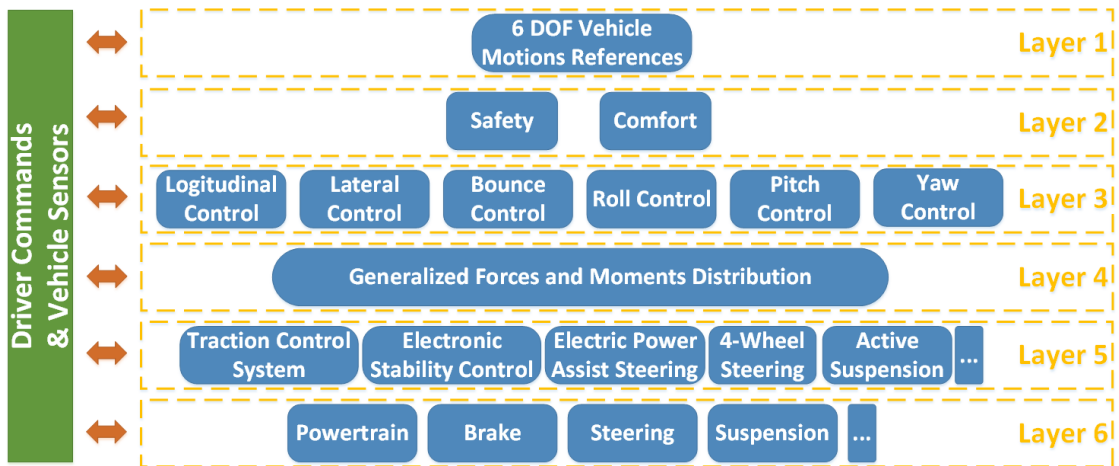 Driver Commands
& Vehicle Sensors
6 DOF Vehicle
Motions References
Layer 1
Safety
Comfort
Layer 2
Logitudinal
Control
Lateral
Control
Bounce
Control
Roll Control
Pitch
Control
Yaw
Control
Layer 3
Generalized Forces and Moments Distribution
Layer 4
Traction Control
System
Electronic
Stability Control
Electric Power
Assist Steering
4-Wheel
Steering
Active
Suspension
...
Layer 5
Powertrain
Brake
Steering
Suspension
...
Layer 6